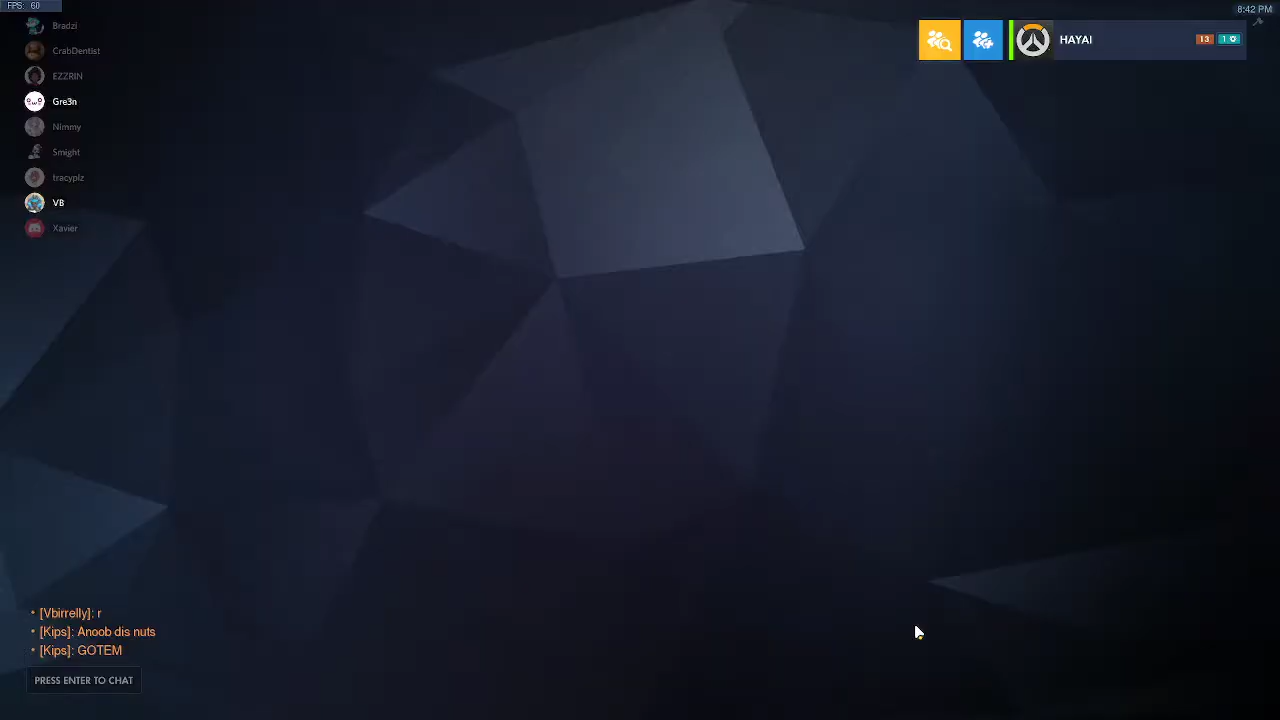 FPS: 60
8:42 PM
Bradzi
CrabDentist
EZZRIN
Gre3n
Nimmy
Smight
tracyplz
VB
Xavier
HAYAI
13
1
• [Vbirrelly]: r
• [Kips]: Anoob dis nuts
• [Kips]: GOTEM
PRESS ENTER TO CHAT